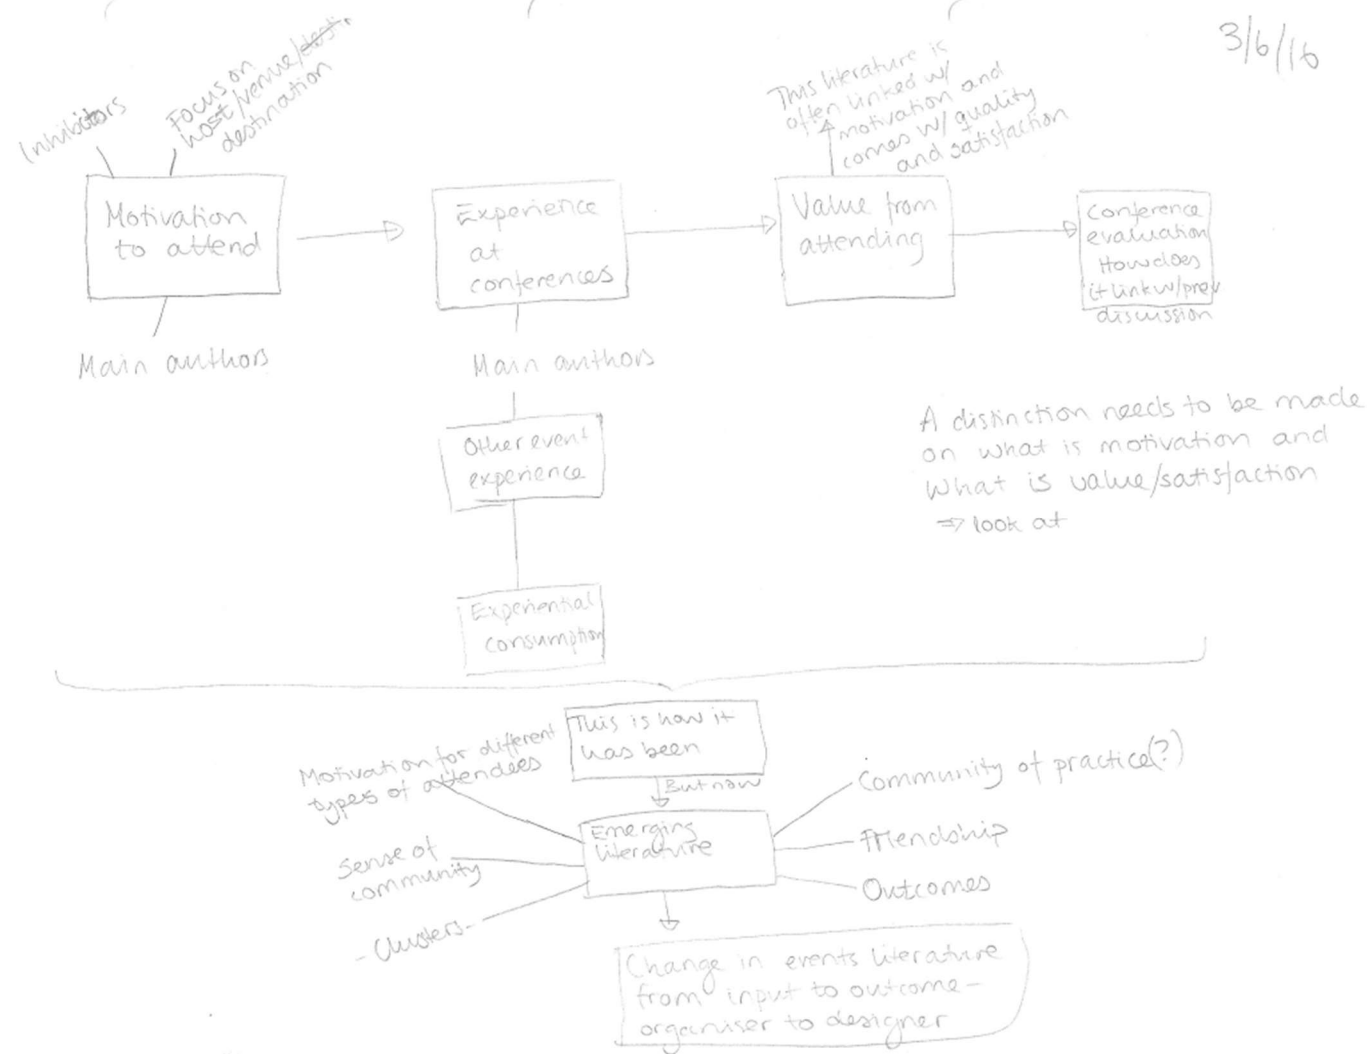 3/6/16
Inhibitors
Focus on
host/venue/destin.
destination
This literature is
often linked w/
motivation and
comes w/ quality
and satisfaction
Motivation
to attend
Experience
at
conferences
Value from
attending
Conference
evaluation
How does
it link w/ prev
discussion
Main authors
Main authors
Other event
experience
Experiential
consumption
A distinction needs to be made
on what is motivation and
what is value/satisfaction
⇒ look at
This is how it
has been
But now
Motivation for different
types of attendees
Sense of
community
- Clusters -
Emerging
literature
Community of practice(?)
Friendship
Outcomes
Change in events literature
from input to outcome -
organiser to designer